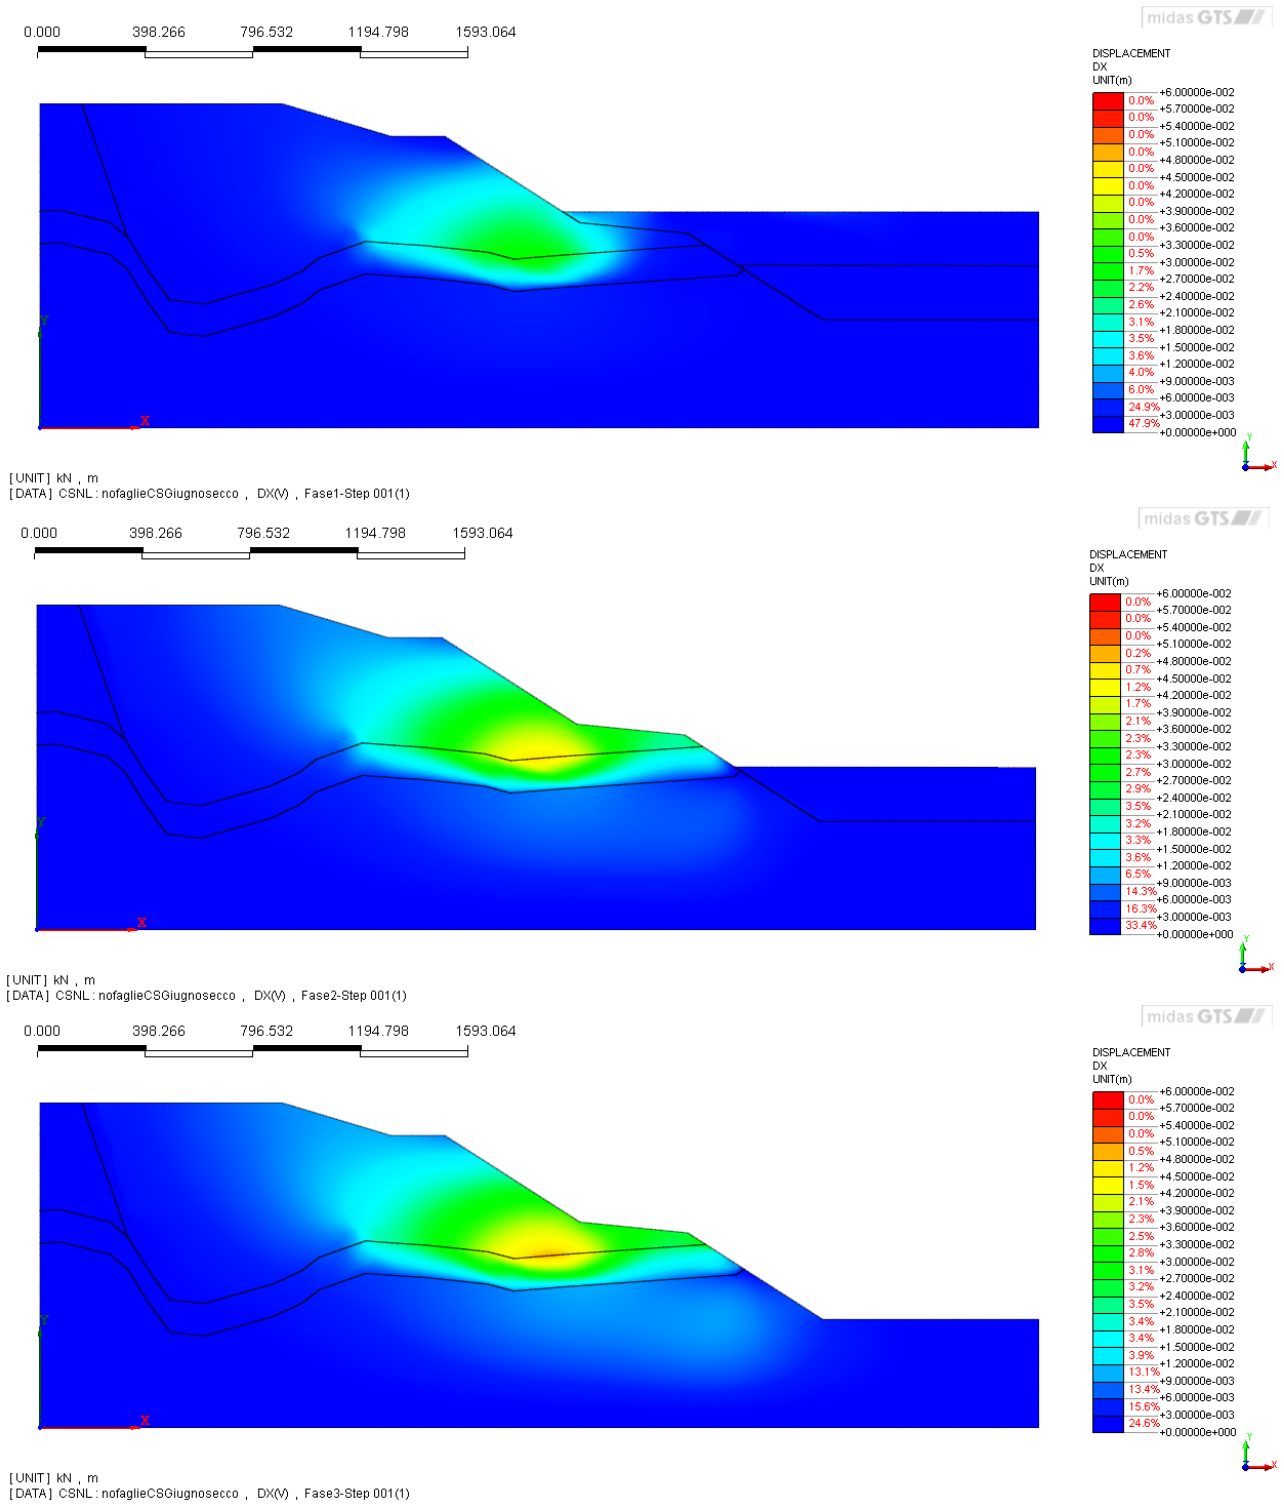 midas GTS
0.000 398.266 796.532 1194.798 1593.064
DISPLACEMENT
DX
UNIT(m)
+6.00000e-002
0.0%
+5.70000e-002
0.0%
+5.40000e-002
0.0%
+5.10000e-002
0.0%
+4.80000e-002
0.0%
+4.50000e-002
0.0%
+4.20000e-002
0.0%
+3.90000e-002
0.0%
+3.60000e-002
0.0%
+3.30000e-002
0.5%
+3.00000e-002
1.7%
+2.70000e-002
2.2%
+2.40000e-002
2.6%
+2.10000e-002
3.1%
+1.80000e-002
3.5%
+1.50000e-002
3.6%
+1.20000e-002
4.0%
+9.00000e-003
6.0%
+6.00000e-003
24.9%
+3.00000e-003
47.9%
+0.00000e+000
Y
X
Y
X
[UNIT] kN , m
[DATA] CSNL : nofaglieCSGiugnosecco , DX(V) , Fase1-Step 001(1)
midas GTS
0.000 398.266 796.532 1194.798 1593.064
DISPLACEMENT
DX
UNIT(m)
+6.00000e-002
0.0%
+5.70000e-002
0.0%
+5.40000e-002
0.0%
+5.10000e-002
0.2%
+4.80000e-002
0.7%
+4.50000e-002
1.2%
+4.20000e-002
1.7%
+3.90000e-002
2.1%
+3.60000e-002
2.3%
+3.30000e-002
2.3%
+3.00000e-002
2.7%
+2.70000e-002
2.9%
+2.40000e-002
3.5%
+2.10000e-002
3.2%
+1.80000e-002
3.3%
+1.50000e-002
3.6%
+1.20000e-002
6.5%
+9.00000e-003
14.3%
+6.00000e-003
16.3%
+3.00000e-003
33.4%
+0.00000e+000
Y
X
Y
X
[UNIT] kN , m
[DATA] CSNL : nofaglieCSGiugnosecco , DX(V) , Fase2-Step 001(1)
midas GTS
0.000 398.266 796.532 1194.798 1593.064
DISPLACEMENT
DX
UNIT(m)
+6.00000e-002
0.0%
+5.70000e-002
0.0%
+5.40000e-002
0.0%
+5.10000e-002
0.5%
+4.80000e-002
1.2%
+4.50000e-002
1.5%
+4.20000e-002
2.1%
+3.90000e-002
2.3%
+3.60000e-002
2.5%
+3.30000e-002
2.8%
+3.00000e-002
3.1%
+2.70000e-002
3.2%
+2.40000e-002
3.5%
+2.10000e-002
3.4%
+1.80000e-002
3.4%
+1.50000e-002
3.9%
+1.20000e-002
13.1%
+9.00000e-003
13.4%
+6.00000e-003
15.6%
+3.00000e-003
24.6%
+0.00000e+000
Y
X
Y
X
[UNIT] kN , m
[DATA] CSNL : nofaglieCSGiugnosecco , DX(V) , Fase3-Step 001(1)